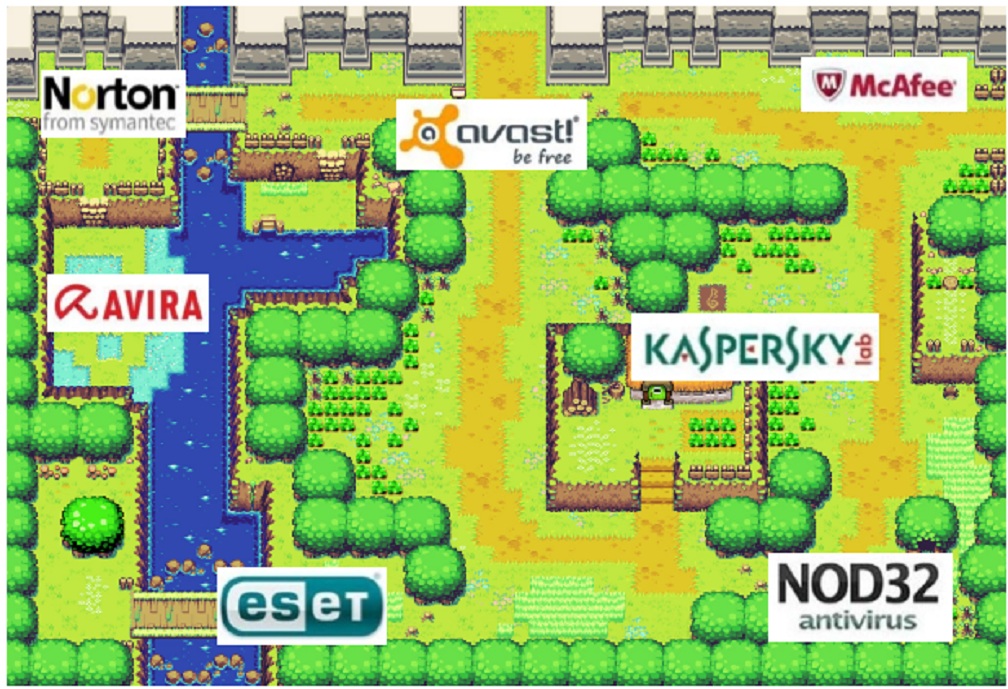 Norton
from symantec
avast!
be free
McAfee
AVIRA
KASPERSKY lab
eseT
NOD32
antivirus